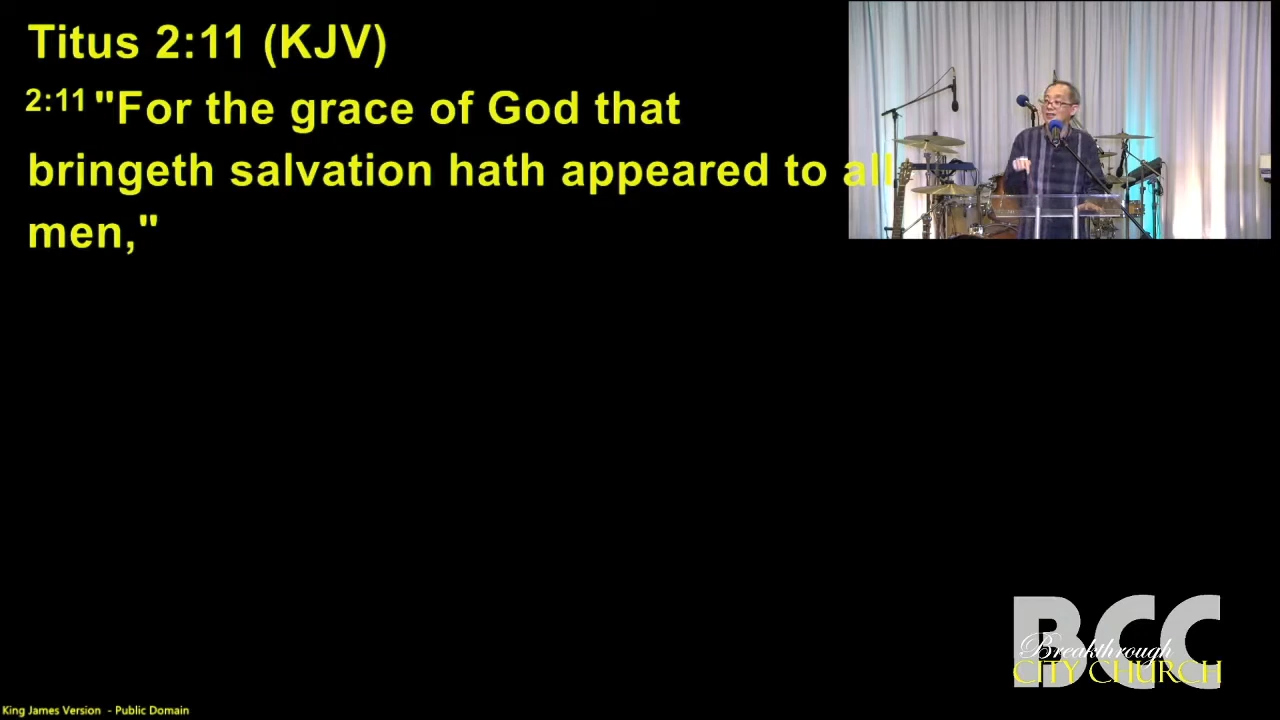 Titus 2:11 (KJV)
2:11 "For the grace of God that
bringeth salvation hath appeared to all
men,"
BCC
Breakthrough
CITY CHURCH
King James Version - Public Domain